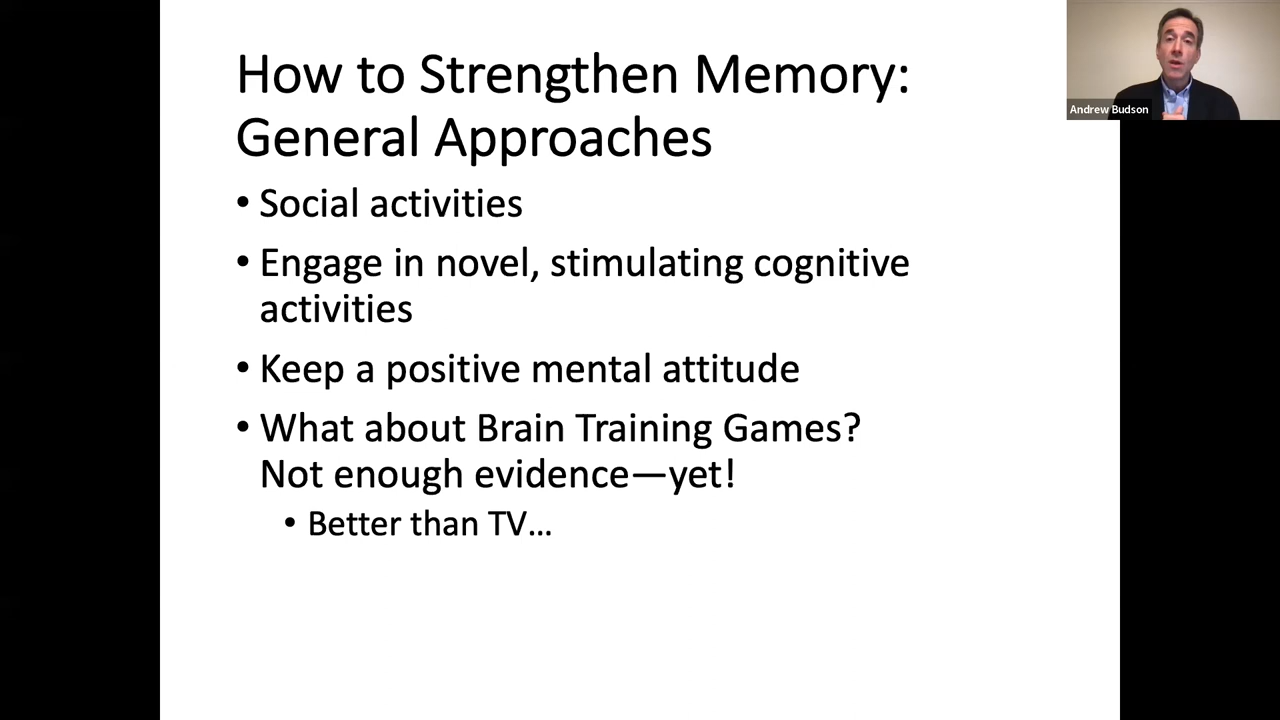 How to Strengthen Memory:
General Approaches
• Social activities
• Engage in novel, stimulating cognitive
activities
• Keep a positive mental attitude
• What about Brain Training Games?
Not enough evidence—yet!
• Better than TV…
Andrew Budson